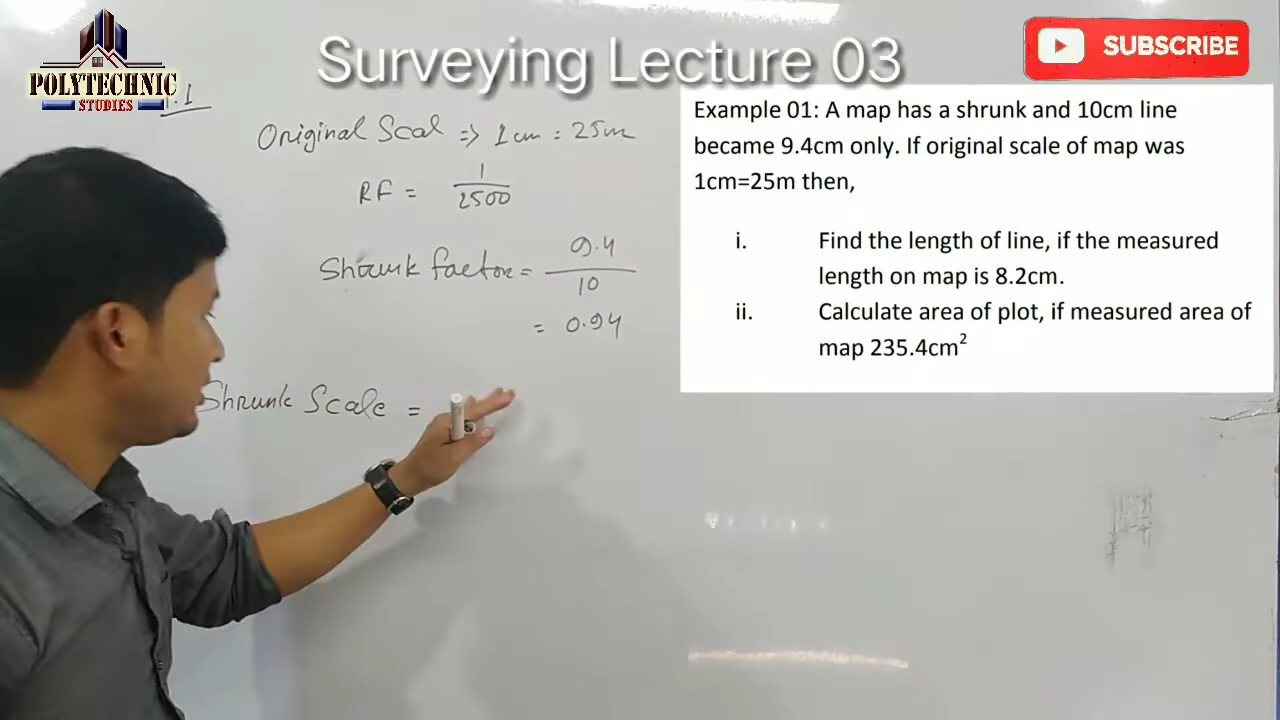 Surveying Lecture 03
SUBSCRIBE
POLYTECHNIC
STUDIES
Original Scal => 1cm = 25m
RF = 1/2500
Shrunk factor = 9.4/10
= 0.94
Shrunk Scale =
Example 01: A map has a shrunk and 10cm line
became 9.4cm only. If original scale of map was
1cm=25m then,
i. Find the length of line, if the measured
length on map is 8.2cm.
ii. Calculate area of plot, if measured area of
map 235.4cm²